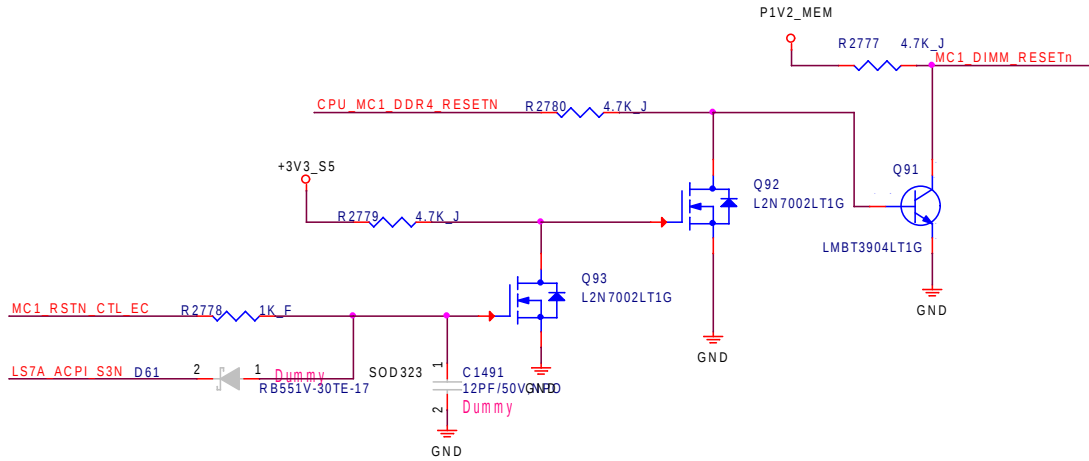 P1V2_MEM
R2777 4.7K_J
MC1_DIMM_RESETn
CPU_MC1_DDR4_RESETN R2780 4.7K_J
+3V3_S5
Q92
L2N7002LT1G
Q91
LMBT3904LT1G
R2779 4.7K_J
Q93
L2N7002LT1G
GND
MC1_RSTN_CTL_EC R2778 1K_F
GND
LS7A_ACPI_S3N D61 2 1 Dummy SOD323
RB551V-30TE-17
1 C1491
12PF/50V,NPO
GND
2 Dummy
GND